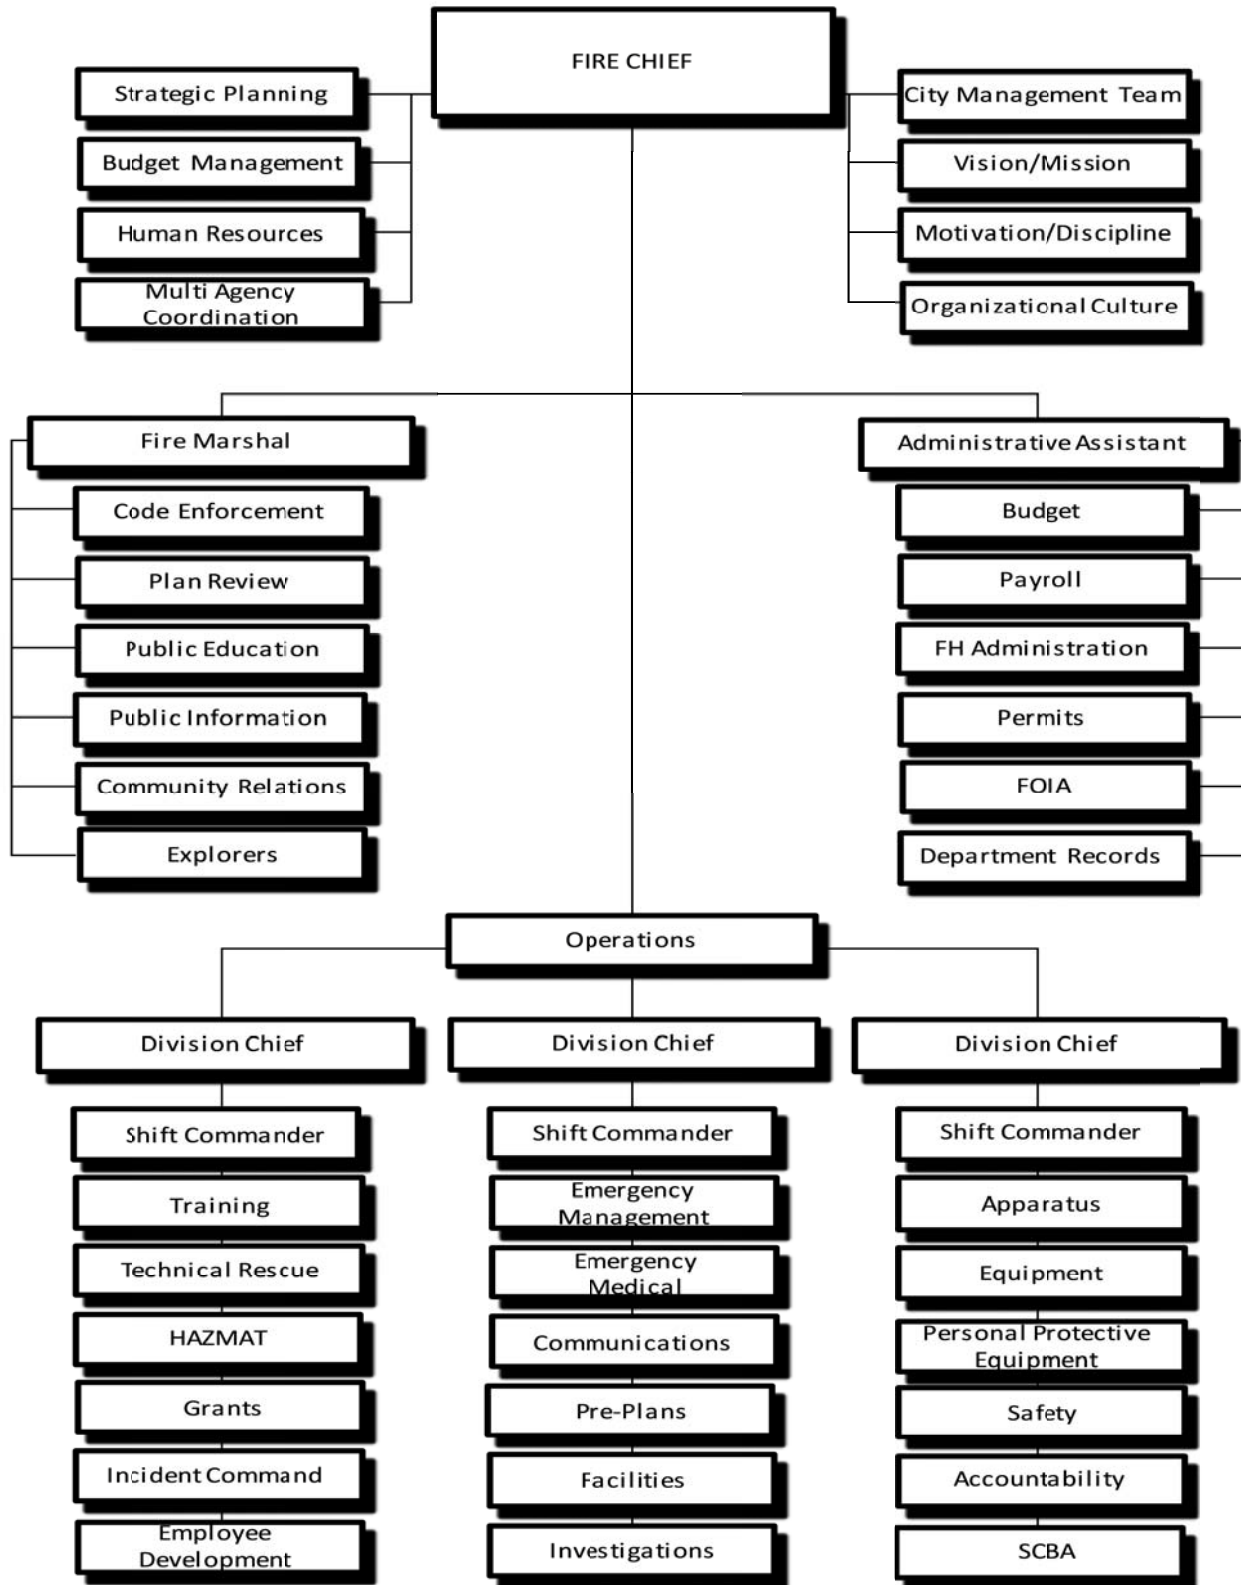 FIRE CHIEF
Strategic Planning
Budget Management
Human Resources
Multi Agency
Coordination
City Management Team
Vision/Mission
Motivation/Discipline
Organizational Culture
Fire Marshal
Code Enforcement
Plan Review
Public Education
Public Information
Community Relations
Explorers
Administrative Assistant
Budget
Payroll
FH Administration
Permits
FOIA
Department Records
Operations
Division Chief
Shift Commander
Training
Technical Rescue
HAZMAT
Grants
Incident Command
Employee
Development
Division Chief
Shift Commander
Emergency
Management
Emergency
Medical
Communications
Pre-Plans
Facilities
Investigations
Division Chief
Shift Commander
Apparatus
Equipment
Personal Protective
Equipment
Safety
Accountability
SCBA